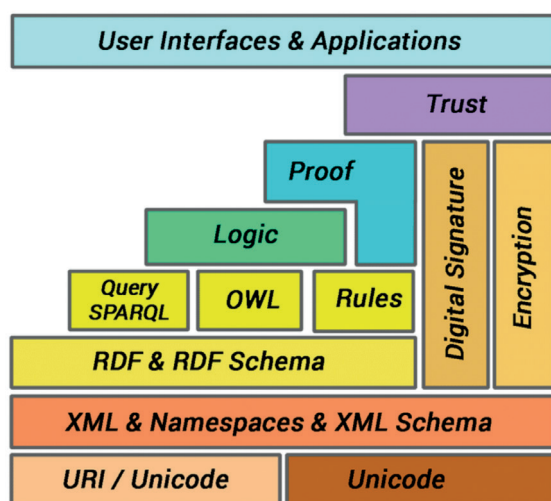 User Interfaces & Applications
Trust
Proof
Digital Signature
Encryption
Logic
Query
SPARQL
OWL
Rules
RDF & RDF Schema
XML & Namespaces & XML Schema
URI / Unicode
Unicode